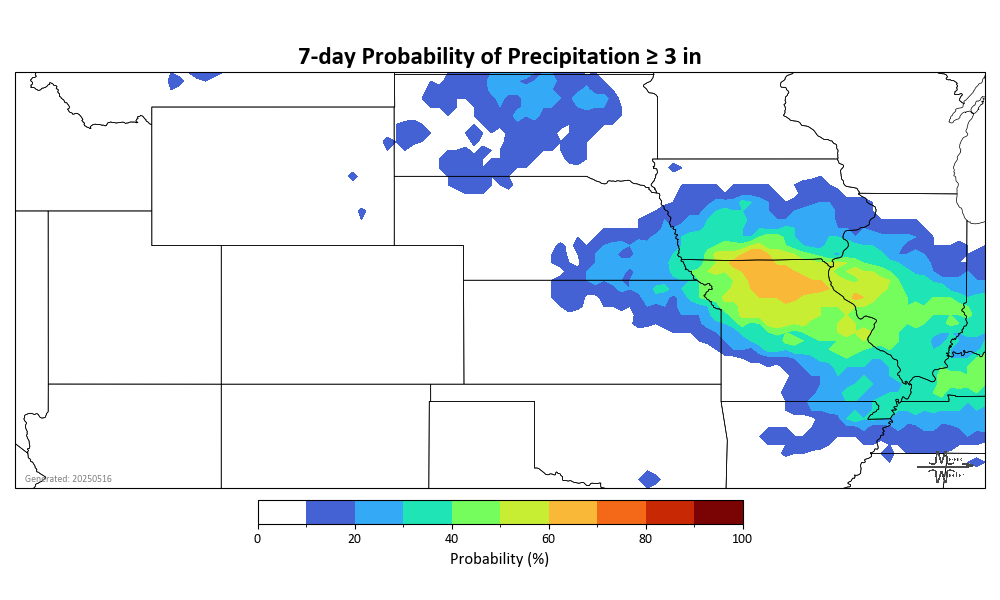 7-day Probability of Precipitation ≥ 3 in
Generated: 20250516
0 20 40 60 80 100
Probability (%)